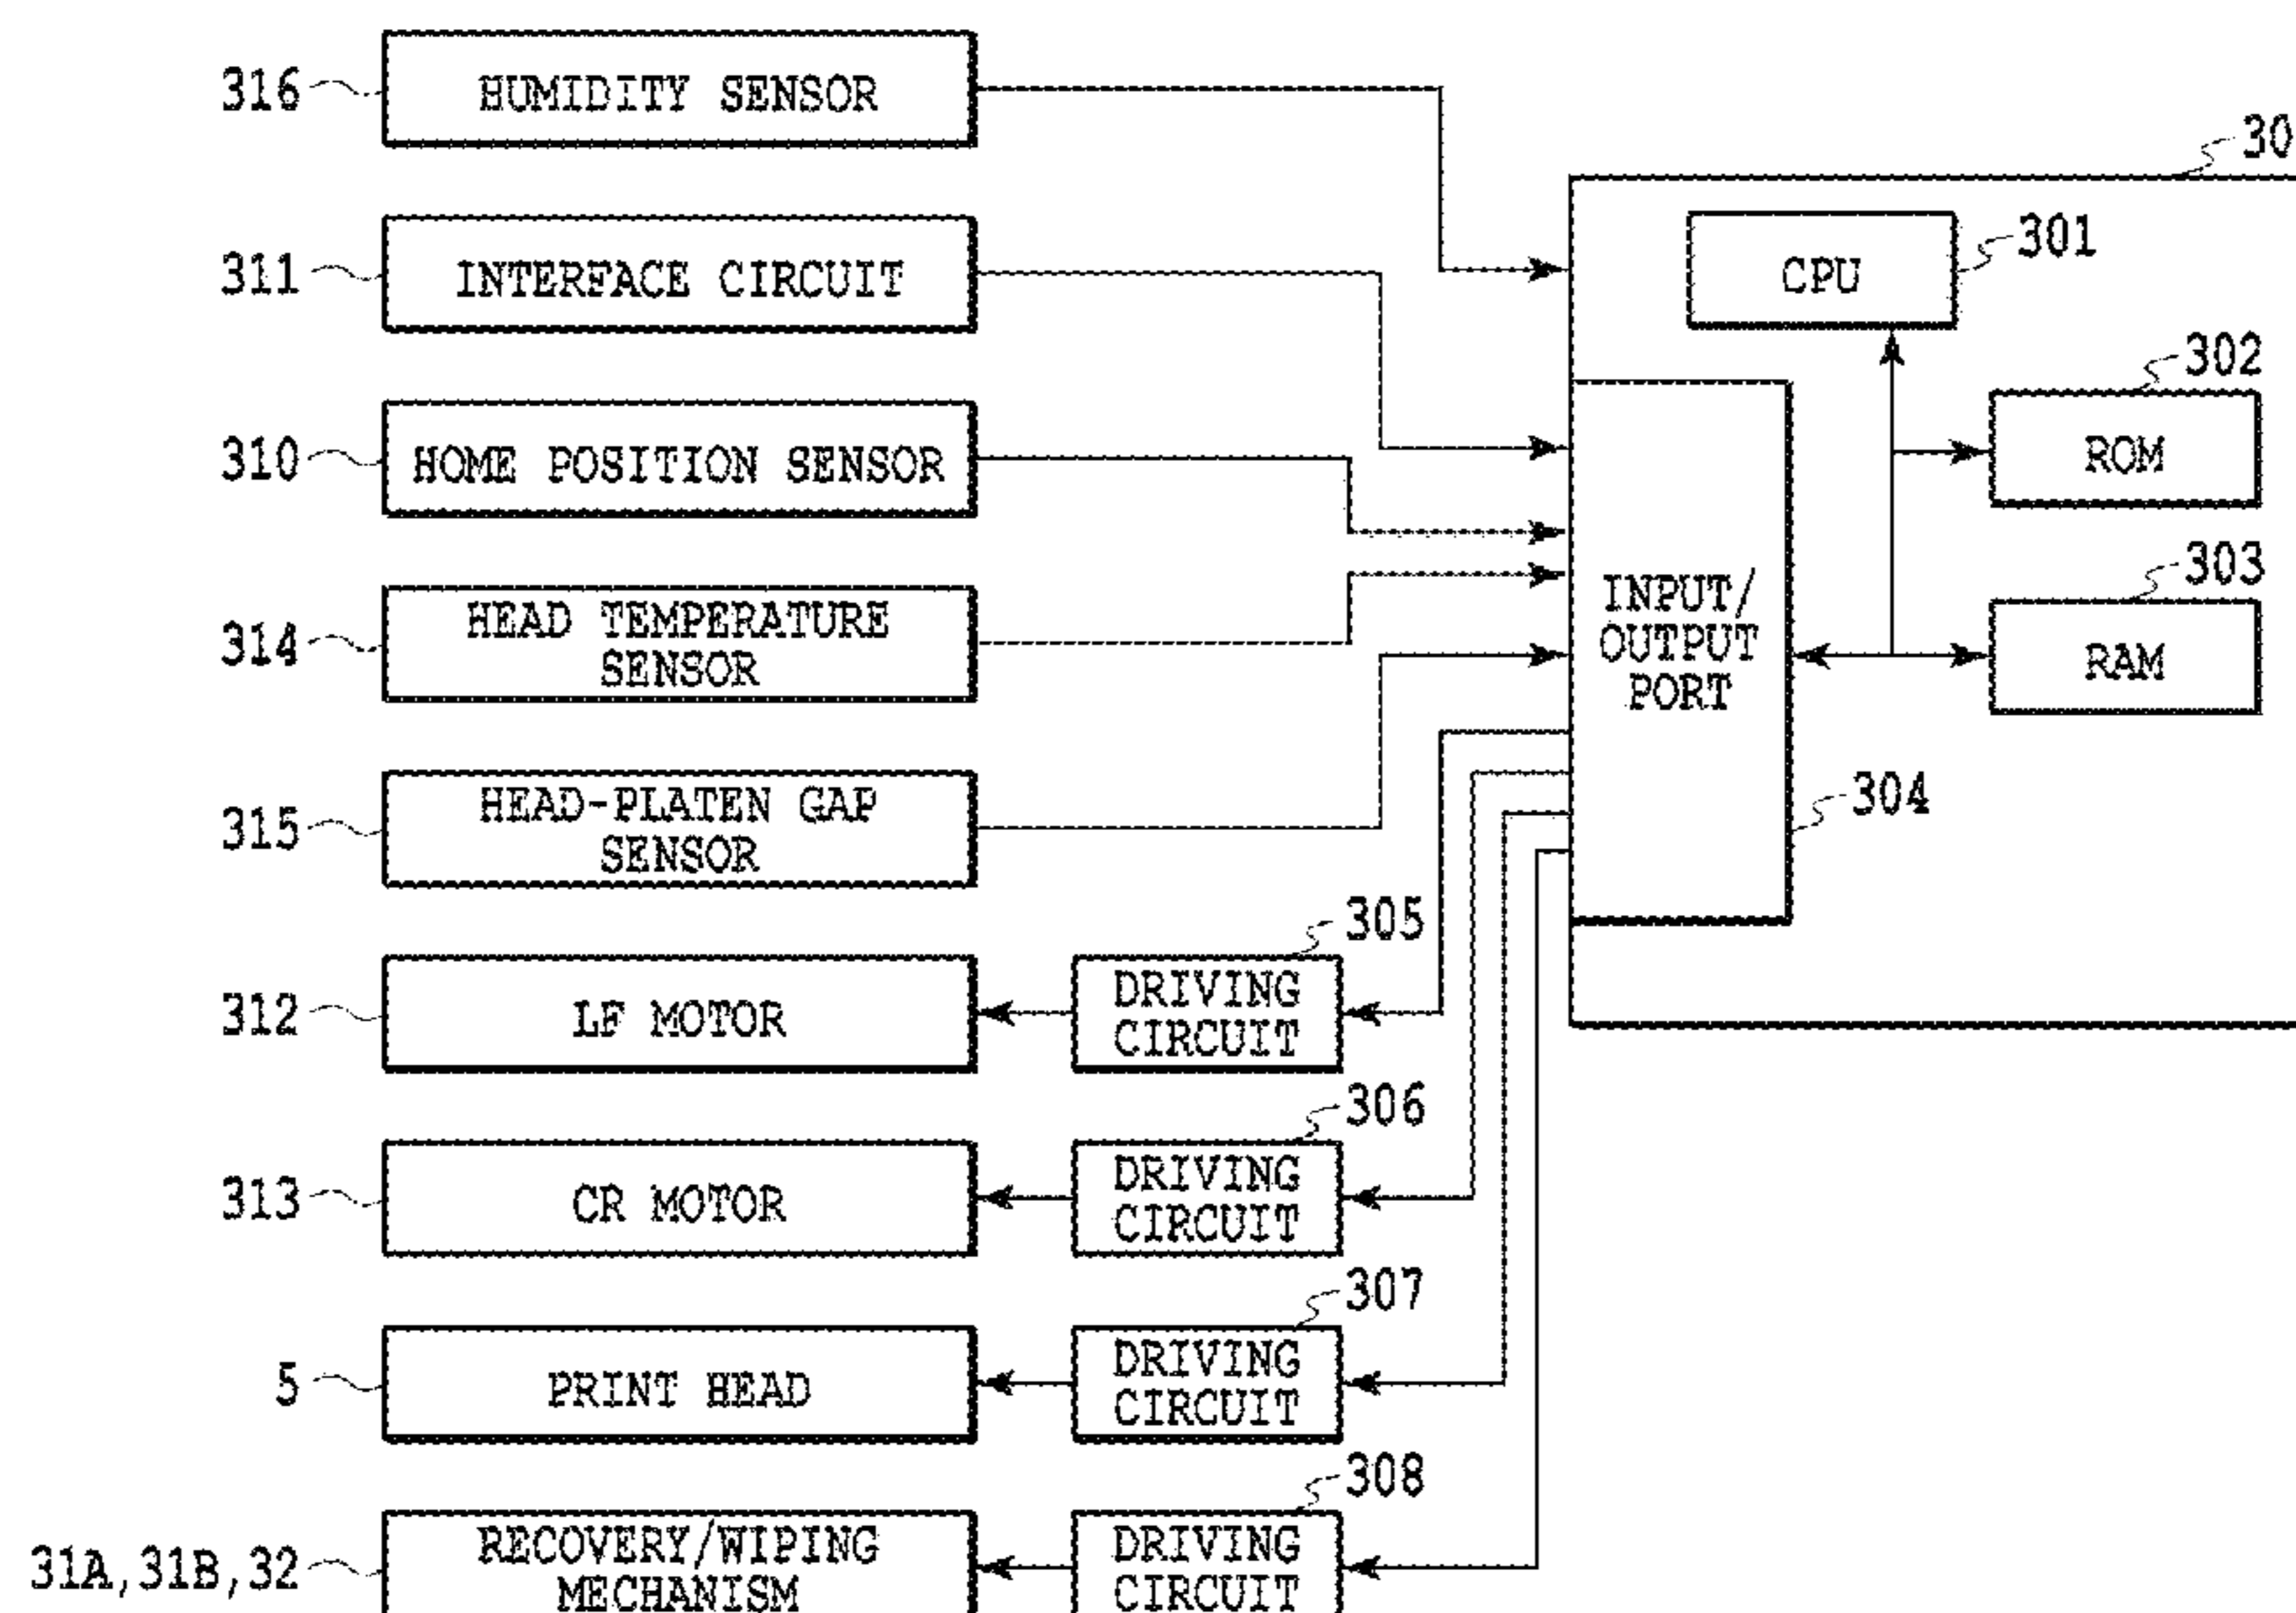 316
HUMIDITY SENSOR
30
311
INTERFACE CIRCUIT
CPU
301
302
ROM
310
HOME POSITION SENSOR
303
RAM
314
HEAD TEMPERATURE
SENSOR
INPUT/
OUTPUT
PORT
304
315
HEAD-PLATEN GAP
SENSOR
305
312
LF MOTOR
DRIVING
CIRCUIT
306
313
CR MOTOR
DRIVING
CIRCUIT
307
5
PRINT HEAD
DRIVING
CIRCUIT
308
31A,31B,32
RECOVERY/WIPING
MECHANISM
DRIVING
CIRCUIT